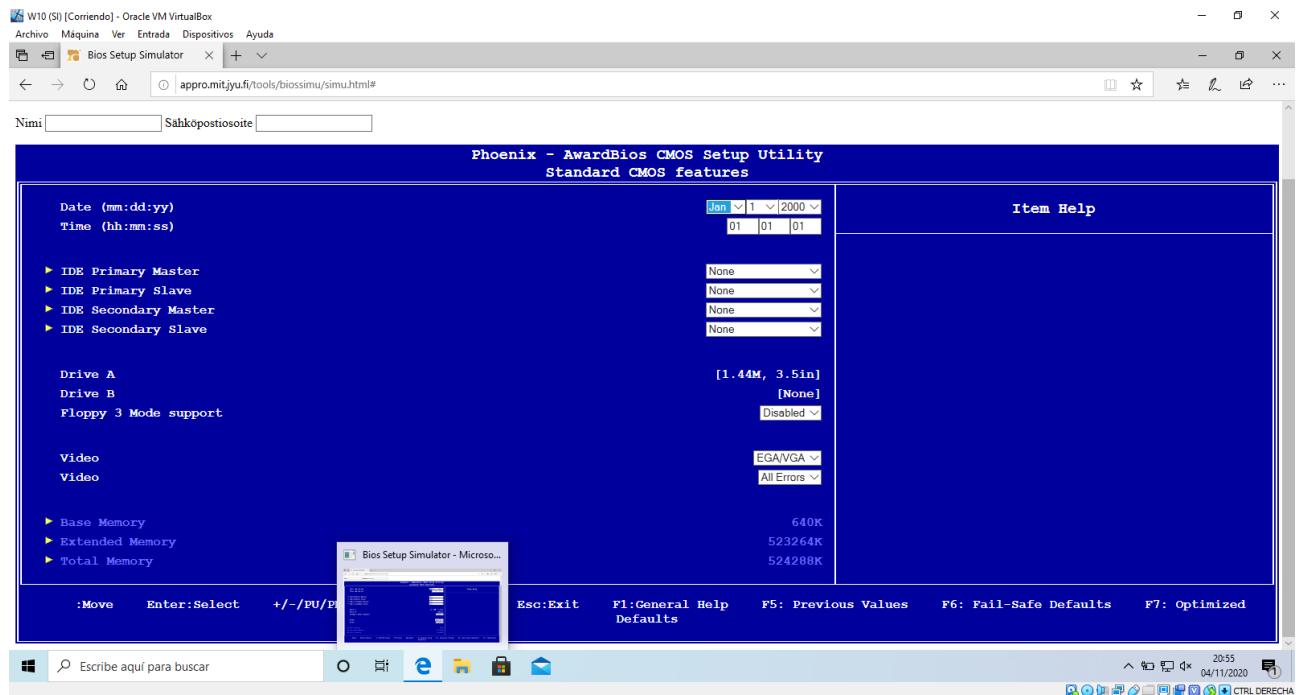 W10 (SI) [Corriendo] - Oracle VM VirtualBox
Archivo Máquina Ver Entrada Dispositivos Ayuda
Bios Setup Simulator
appro.mit.jyu.fi/tools/biossimu/simu.html#
Nimi Sähköpostiosoite
Phoenix - AwardBios CMOS Setup Utility
Standard CMOS features
Date (mm:dd:yy) Jan 1 2000
Item Help
Time (hh:mm:ss) 01 01 01
IDE Primary Master None
IDE Primary Slave None
IDE Secondary Master None
IDE Secondary Slave None
Drive A [1.44M, 3.5in]
Drive B [None]
Floppy 3 Mode support Disabled
Video EGA/VGA
Video All Errors
Base Memory 640K
Extended Memory 523264K
Total Memory 524288K
Bios Setup Simulator - Microso...
:Move Enter:Select +/-/PU/P Esc:Exit F1:General Help F5: Previous Values F6: Fail-Safe Defaults F7: Optimized
Defaults
Escribe aquí para buscar
20:55
04/11/2020
1
CTRL DERECHA